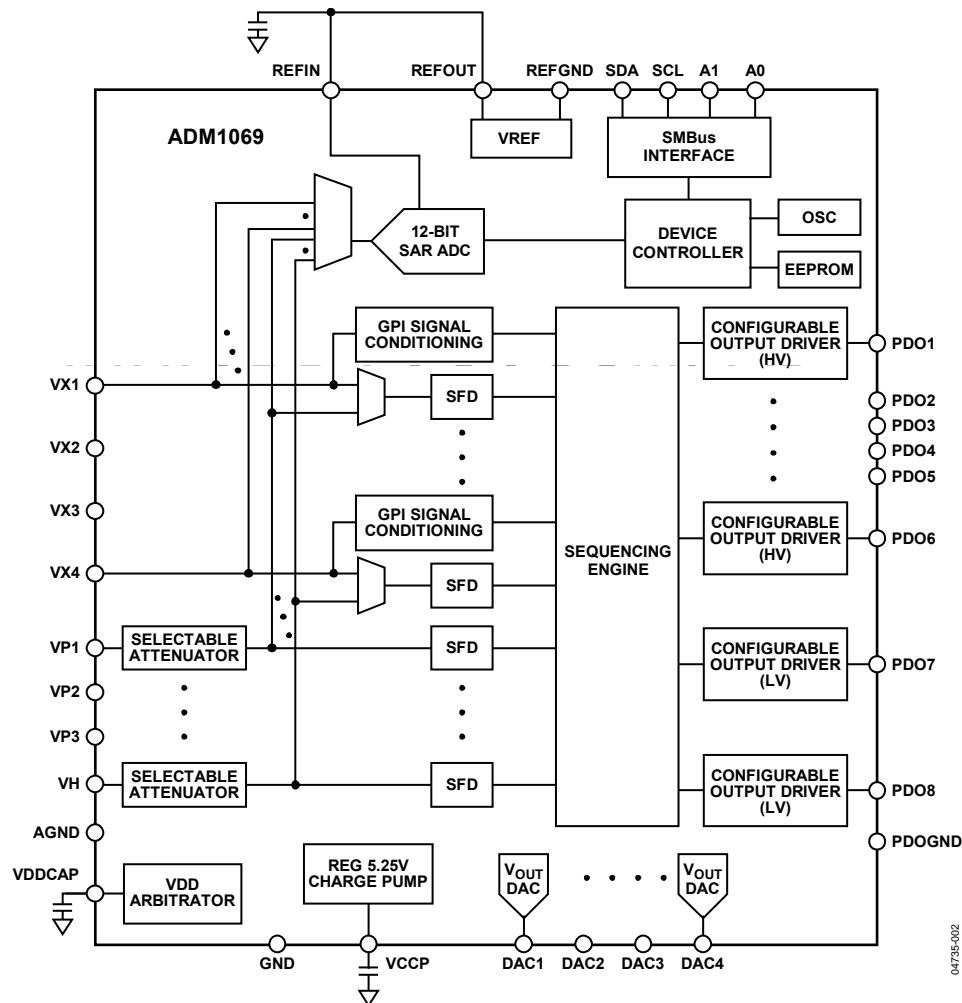 REFIN
REFOUT
REFGND
SDA
SCL
A1
A0
ADM1069
VREF
SMBus
INTERFACE
12-BIT
SAR ADC
DEVICE
CONTROLLER
OSC
EEPROM
GPI SIGNAL
CONDITIONING
CONFIGURABLE
OUTPUT DRIVER
(HV)
PDO1
VX1
SFD
PDO2
PDO3
VX2
PDO4
PDO5
VX3
GPI SIGNAL
CONDITIONING
SEQUENCING
ENGINE
CONFIGURABLE
OUTPUT DRIVER
(HV)
PDO6
VX4
SFD
VP1
SELECTABLE
ATTENUATOR
SFD
CONFIGURABLE
OUTPUT DRIVER
(LV)
PDO7
VP2
VP3
VH
SELECTABLE
ATTENUATOR
SFD
CONFIGURABLE
OUTPUT DRIVER
(LV)
PDO8
AGND
PDOGND
VDDCAP
VDD
ARBITRATOR
REG 5.25V
CHARGE PUMP
VOUT
DAC
VOUT
DAC
GND
VCCP
DAC1
DAC2
DAC3
DAC4
04735-002